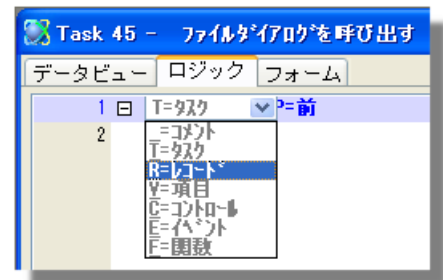 Task 45 - ﾌｧｲﾙﾀﾞｲｱﾛｸﾞを呼び出す
データビュー ロジック フォーム
1 T=ﾀｽｸ P=前
2
_=ｺﾒﾝﾄ
T=ﾀｽｸ
R=ﾚｺｰﾄﾞ
V=項目
C=ｺﾝﾄﾛｰﾙ
E=ｲﾍﾞﾝﾄ
F=関数